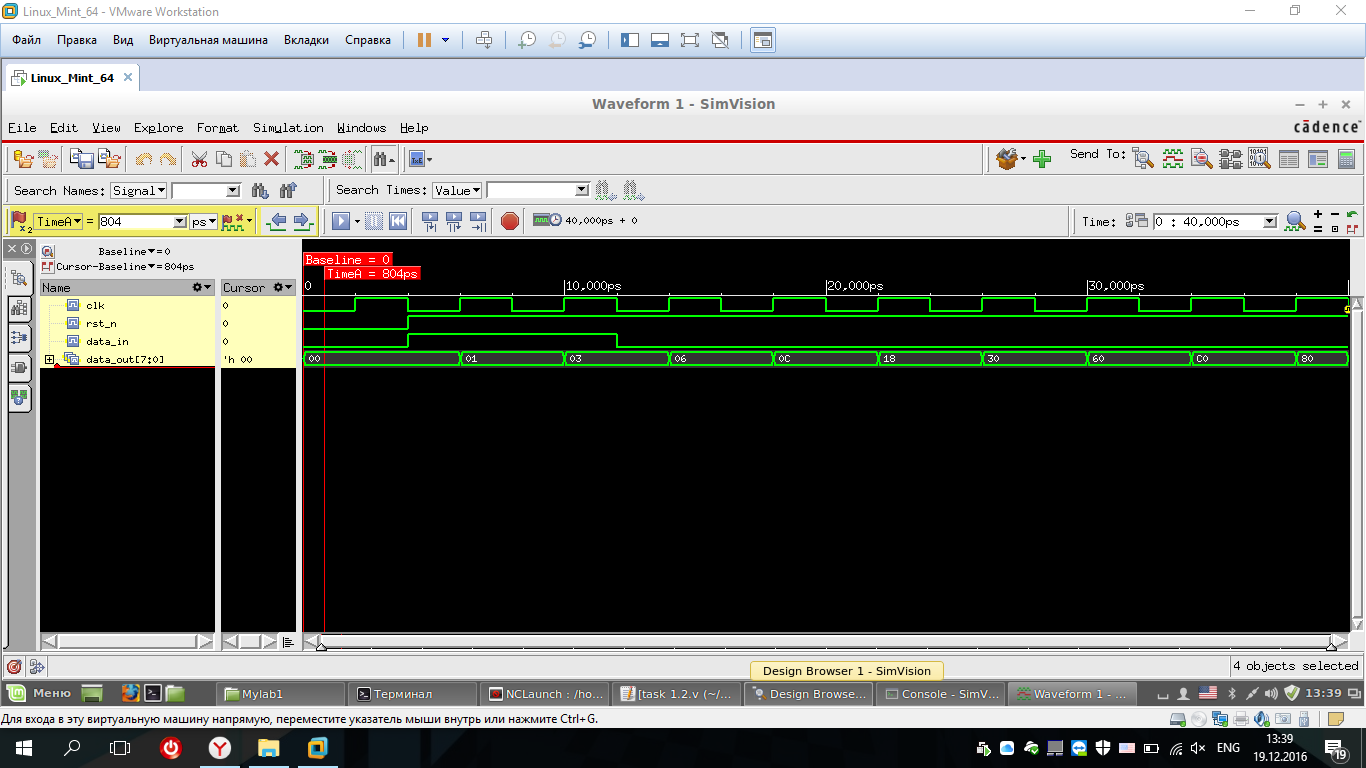 Linux_Mint_64 - VMware Workstation
Файл Правка Вид Виртуальная машина Вкладки Справка
Linux_Mint_64
Waveform 1 - SimVision
File Edit View Explore Format Simulation Windows Help
cādence
Send To:
Search Names: Signal Search Times: Value
x2 TimeA = 804 ps 40,000ps + 0 Time: 0 : 40,000ps
Baseline = 0
Cursor-Baseline = 804ps
Baseline = 0
TimeA = 804ps
Name Cursor 0 10,000ps 20,000ps 30,000ps
clk 0
rst_n 0
data_in 0
data_out[7:0] 'h 00 00 01 03 06 0C 18 30 60 C0 80
4 objects selected
Design Browser 1 - SimVision
Меню Mylab1 Терминал NCLaunch : /ho... [task 1.2.v (~/... Design Browse... Console - SimV... Waveform 1 - ... 13:39
Для входа в эту виртуальную машину напрямую, переместите указатель мыши внутрь или нажмите Ctrl+G.
ENG 13:39
19.12.2016 19